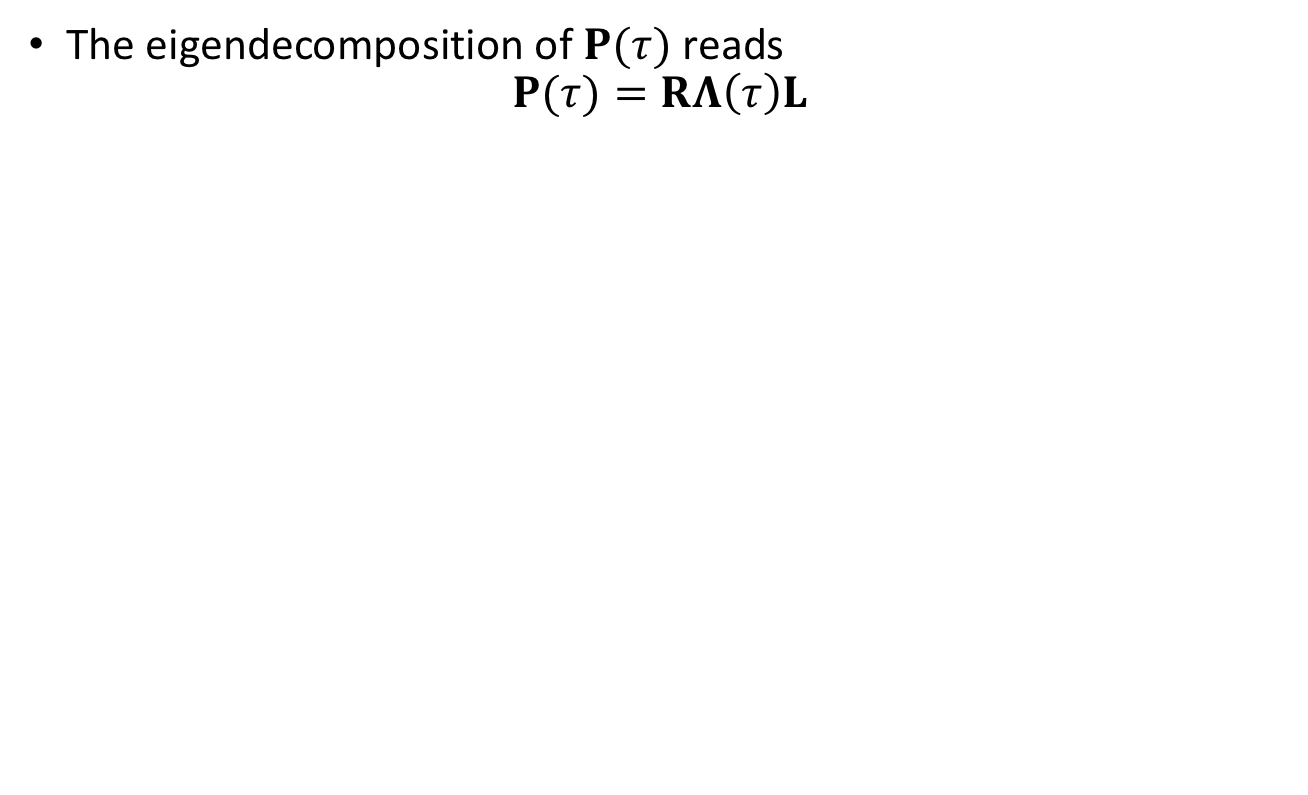 • The eigendecomposition of 𝐏(𝜏) reads
𝐏(𝜏) = 𝐑𝚲(𝜏)𝐋